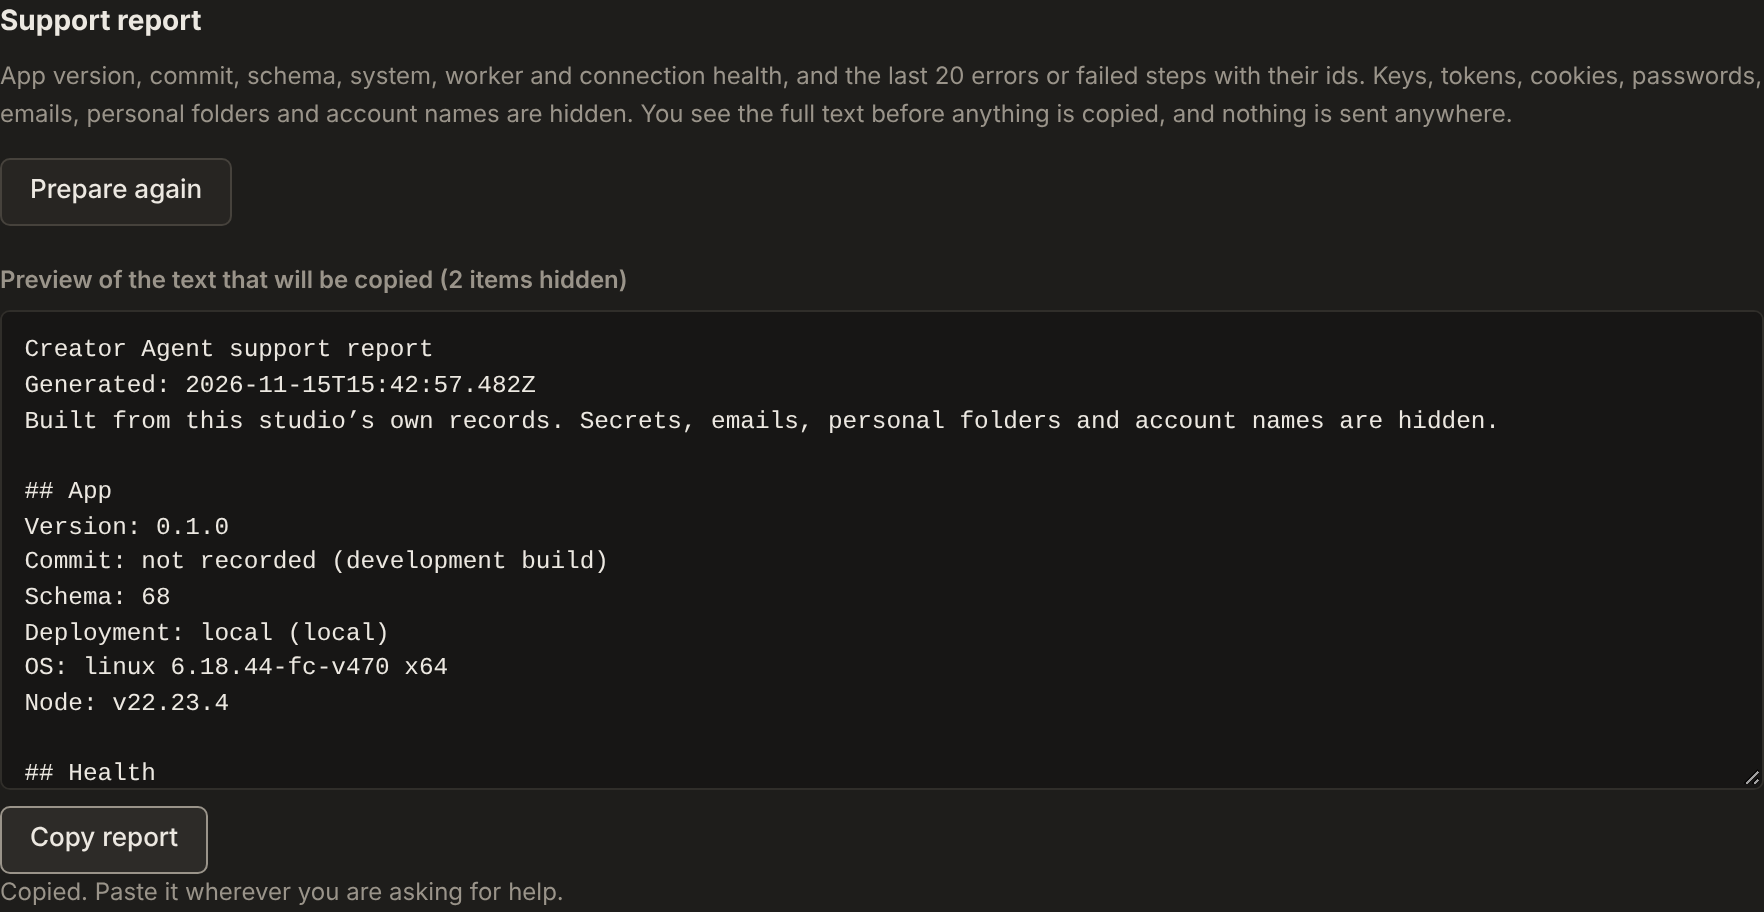 Support report
App version, commit, schema, system, worker and connection health, and the last 20 errors or failed steps with their ids. Keys, tokens, cookies, passwords,
emails, personal folders and account names are hidden. You see the full text before anything is copied, and nothing is sent anywhere.
Prepare again
Preview of the text that will be copied (2 items hidden)
Creator Agent support report
Generated: 2026-11-15T15:42:57.482Z
Built from this studio’s own records. Secrets, emails, personal folders and account names are hidden.
## App
Version: 0.1.0
Commit: not recorded (development build)
Schema: 68
Deployment: local (local)
OS: linux 6.18.44-fc-v470 x64
Node: v22.23.4
## Health
Copy report
Copied. Paste it wherever you are asking for help.